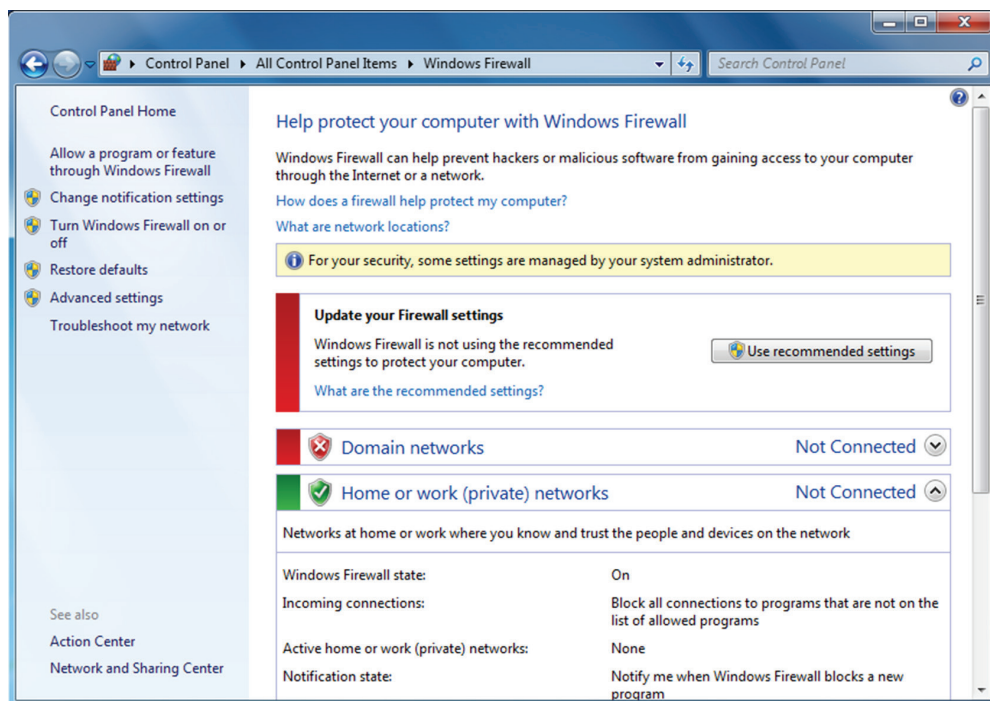 Control Panel ▸ All Control Panel Items ▸ Windows Firewall
Search Control Panel
Control Panel Home
Allow a program or feature
through Windows Firewall
Change notification settings
Turn Windows Firewall on or
off
Restore defaults
Advanced settings
Troubleshoot my network
See also
Action Center
Network and Sharing Center
Help protect your computer with Windows Firewall
Windows Firewall can help prevent hackers or malicious software from gaining access to your computer
through the Internet or a network.
How does a firewall help protect my computer?
What are network locations?
For your security, some settings are managed by your system administrator.
Update your Firewall settings
Windows Firewall is not using the recommended
settings to protect your computer.
What are the recommended settings?
Use recommended settings
Domain networks Not Connected
Home or work (private) networks Not Connected
Networks at home or work where you know and trust the people and devices on the network
Windows Firewall state: On
Incoming connections: Block all connections to programs that are not on the
list of allowed programs
Active home or work (private) networks: None
Notification state: Notify me when Windows Firewall blocks a new
program